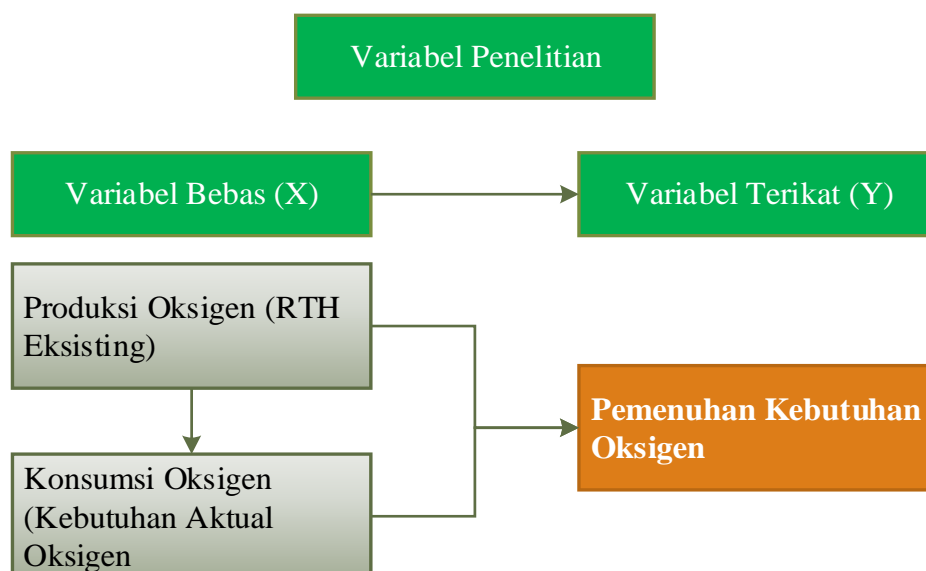 Variabel Penelitian
Variabel Bebas (X)
Variabel Terikat (Y)
Produksi Oksigen (RTH
Eksisting)
Pemenuhan Kebutuhan
Oksigen
Konsumsi Oksigen
(Kebutuhan Aktual
Oksigen